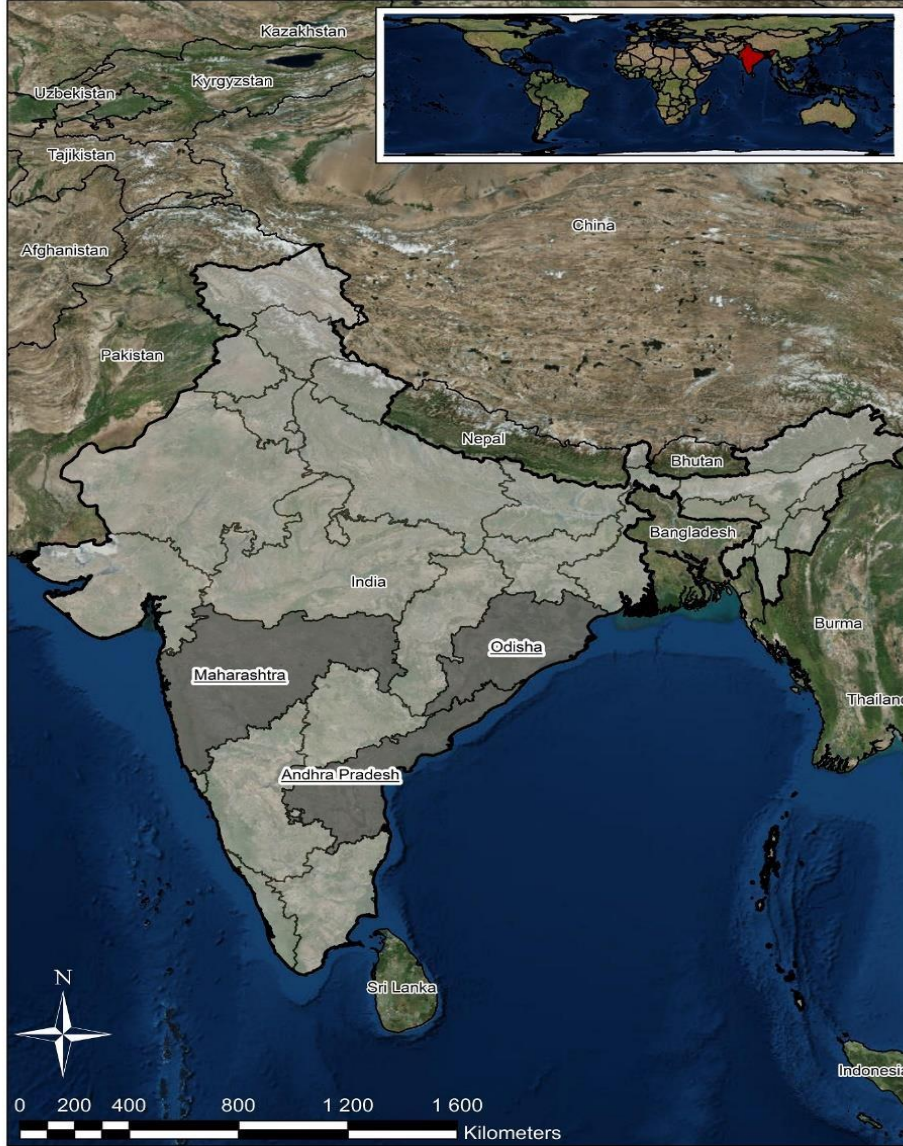 Kazakhstan
Kyrgyzstan
Uzbekistan
Tajikistan
China
Afghanistan
Pakistan
Nepal
Bhutan
Bangladesh
India
Burma
Odisha
Maharashtra
Thailand
Andhra Pradesh
N
Sri Lanka
Indonesia
0 200 400 800 1 200 1 600
Kilometers